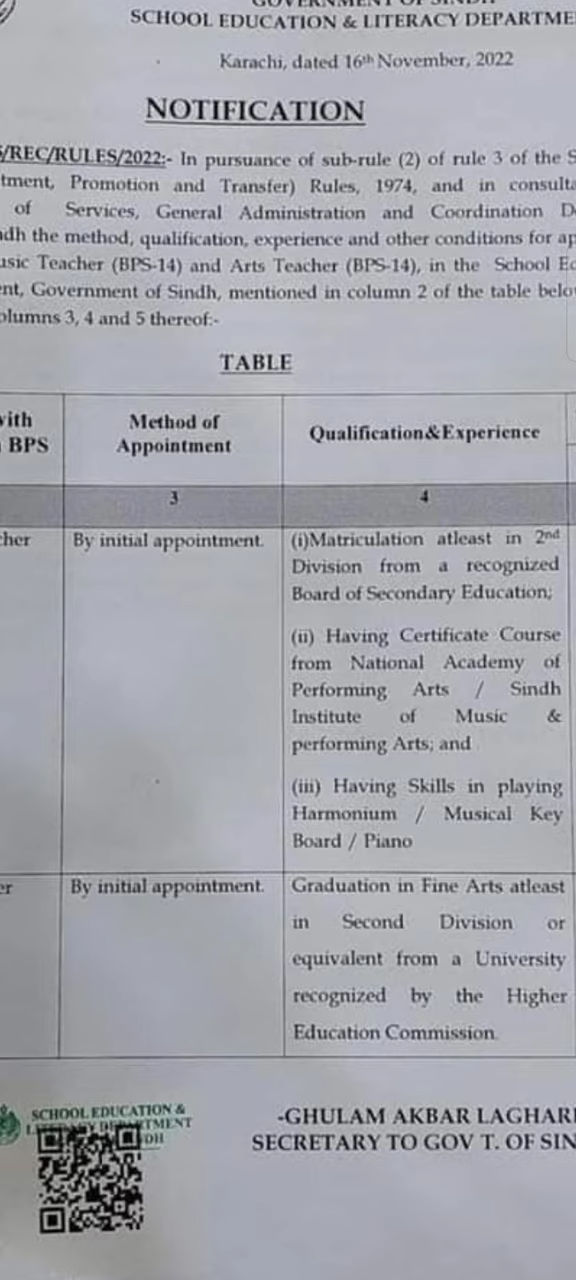 GOVERNMENT OF SINDH
SCHOOL EDUCATION & LITERACY DEPARTME
Karachi, dated 16th November, 2022
NOTIFICATION
/REC/RULES/2022:- In pursuance of sub-rule (2) of rule 3 of the S
tment, Promotion and Transfer) Rules, 1974, and in consulta
of Services, General Administration and Coordination D
dh the method, qualification, experience and other conditions for ap
usic Teacher (BPS-14) and Arts Teacher (BPS-14), in the School Ed
ent, Government of Sindh, mentioned in column 2 of the table belo
olumns 3, 4 and 5 thereof:-
TABLE
with
BPS
Method of
Appointment
Qualification&Experience
3
4
cher
By initial appointment.
(i)Matriculation atleast in 2nd
Division from a recognized
Board of Secondary Education;
(ii) Having Certificate Course
from National Academy of
Performing Arts / Sindh
Institute of Music &
performing Arts; and
(iii) Having Skills in playing
Harmonium / Musical Key
Board / Piano
er
By initial appointment.
Graduation in Fine Arts atleast
in Second Division or
equivalent from a University
recognized by the Higher
Education Commission.
SCHOOL EDUCATION &
-GHULAM AKBAR LAGHARI
SECRETARY TO GOV T. OF SIN